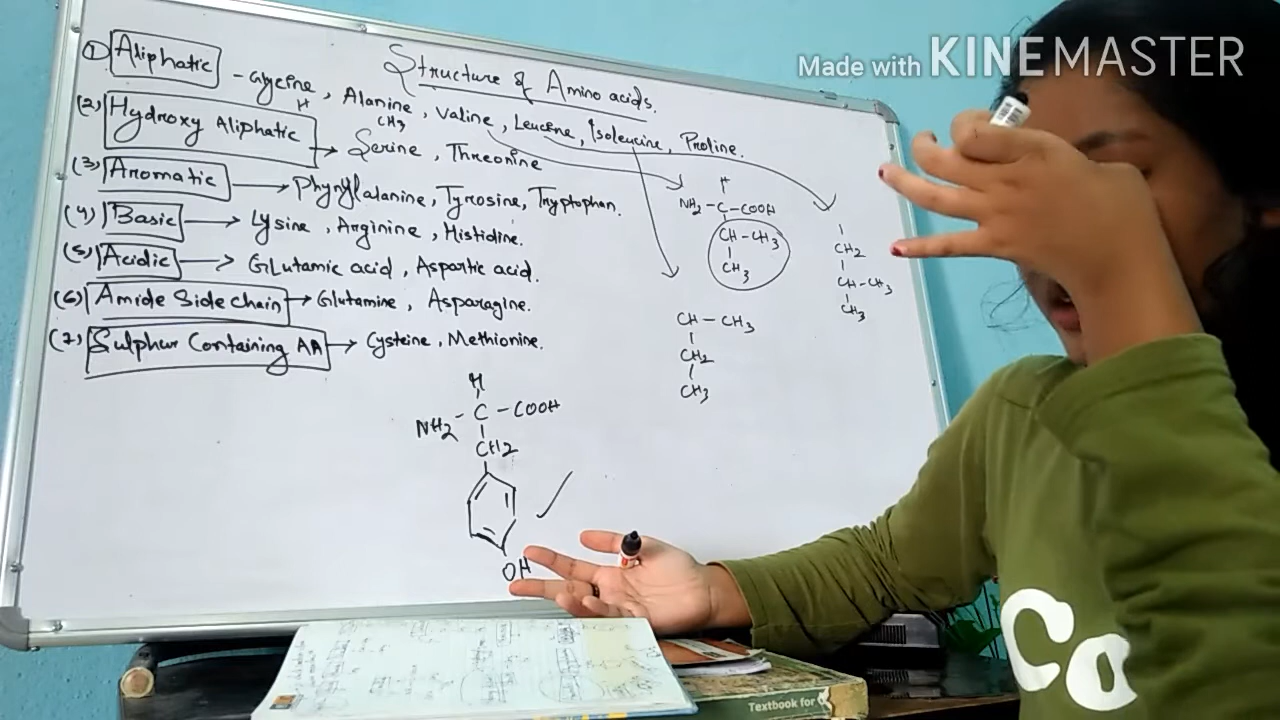 Made with KINEMASTER
Structure of Amino acids.
1) Aliphatic - Glycine, Alanine, Valine, Leucine, Isoleucine, Proline.
H
CH3
(2) Hydroxy Aliphatic → Serine, Threonine
(3) Aromatic → Phynylalanine, Tyrosine, Tryptophan.
(4) Basic → Lysine, Arginine, Histidine.
(5) Acidic → Glutamic acid, Aspartic acid.
(6) Amide Side chain → Glutamine, Asparagine.
(7) Sulphur Containing AA → Cysteine, Methionine.
H
NH2 - C - COOH
CH - CH3
CH3
CH2
CH - CH3
CH3
CH - CH3
CH2
CH3
H
NH2 - C - COOH
CH2
OH
Textbook for
Co